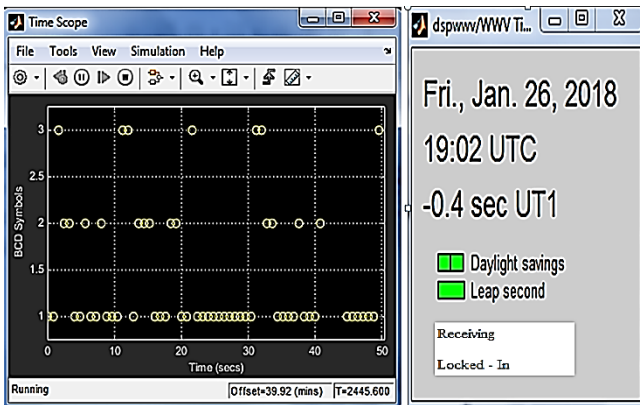 Time Scope
File Tools View Simulation Help
3
2.5
2
1.5
1
BCD Symbols
0 10 20 30 40 50
Time (secs)
Running Offset=39.92 (mins) T=2445.600
dspwwv/WWV Ti...
Fri., Jan. 26, 2018
19:02 UTC
-0.4 sec UT1
Daylight savings
Leap second
Receiving
Locked - In